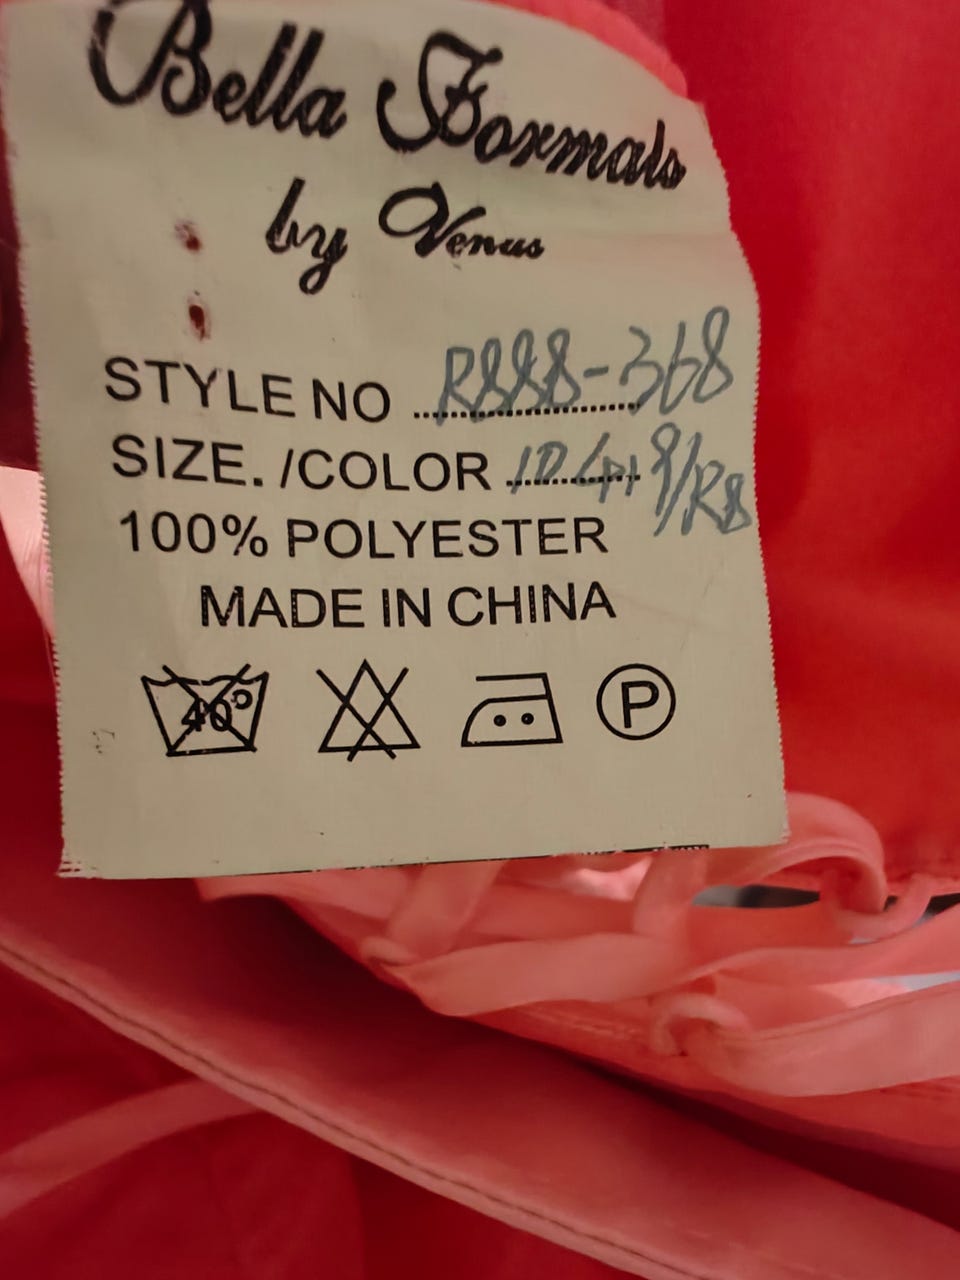 Bella Formals
by Venus
STYLE NO R888-368
SIZE. /COLOR
100% POLYESTER
MADE IN CHINA
40°
P